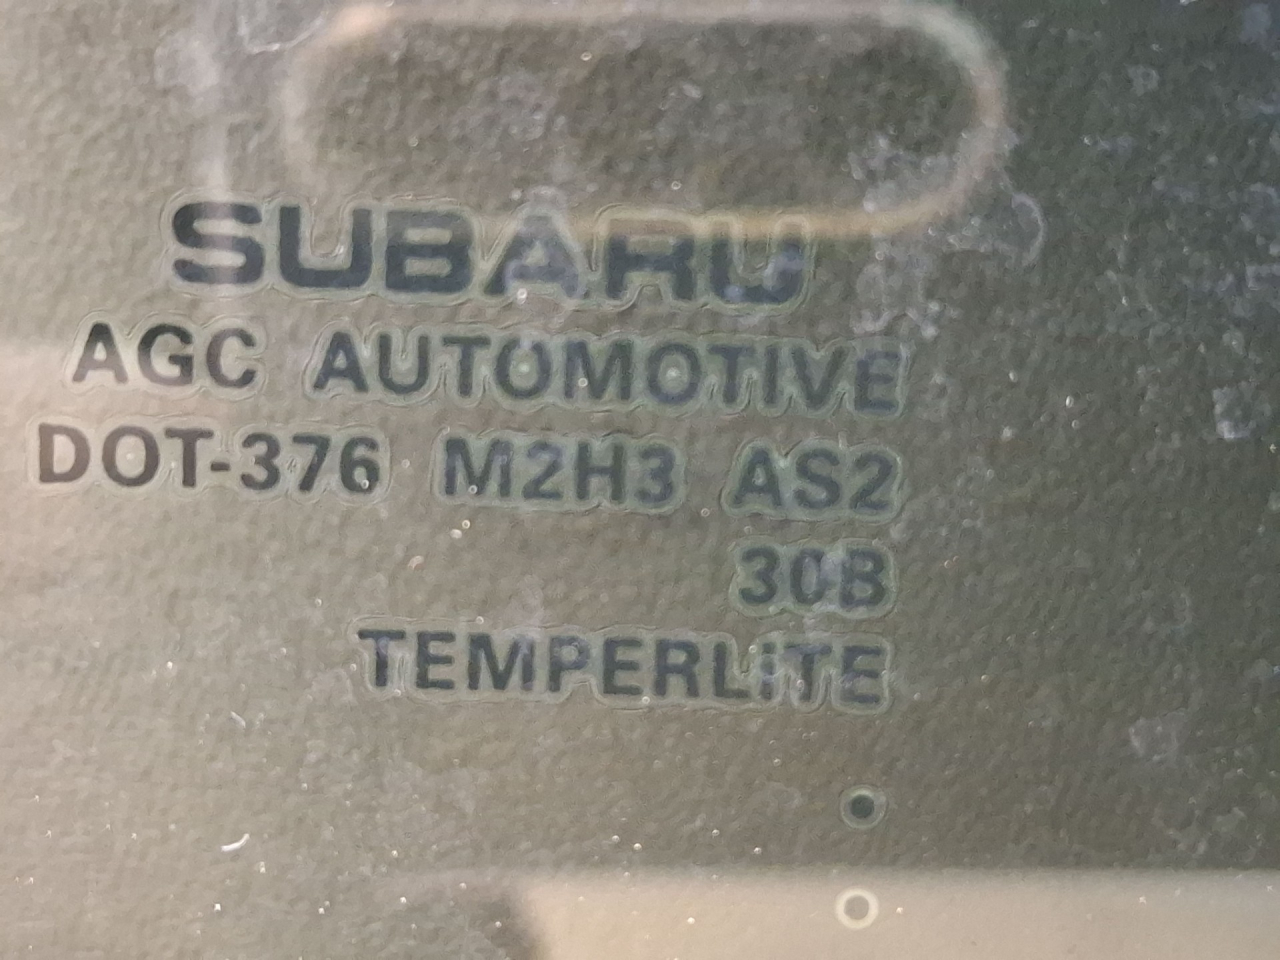 SUBARU
AGC AUTOMOTIVE
DOT-376 M2H3 AS2
30B
TEMPERLiTE